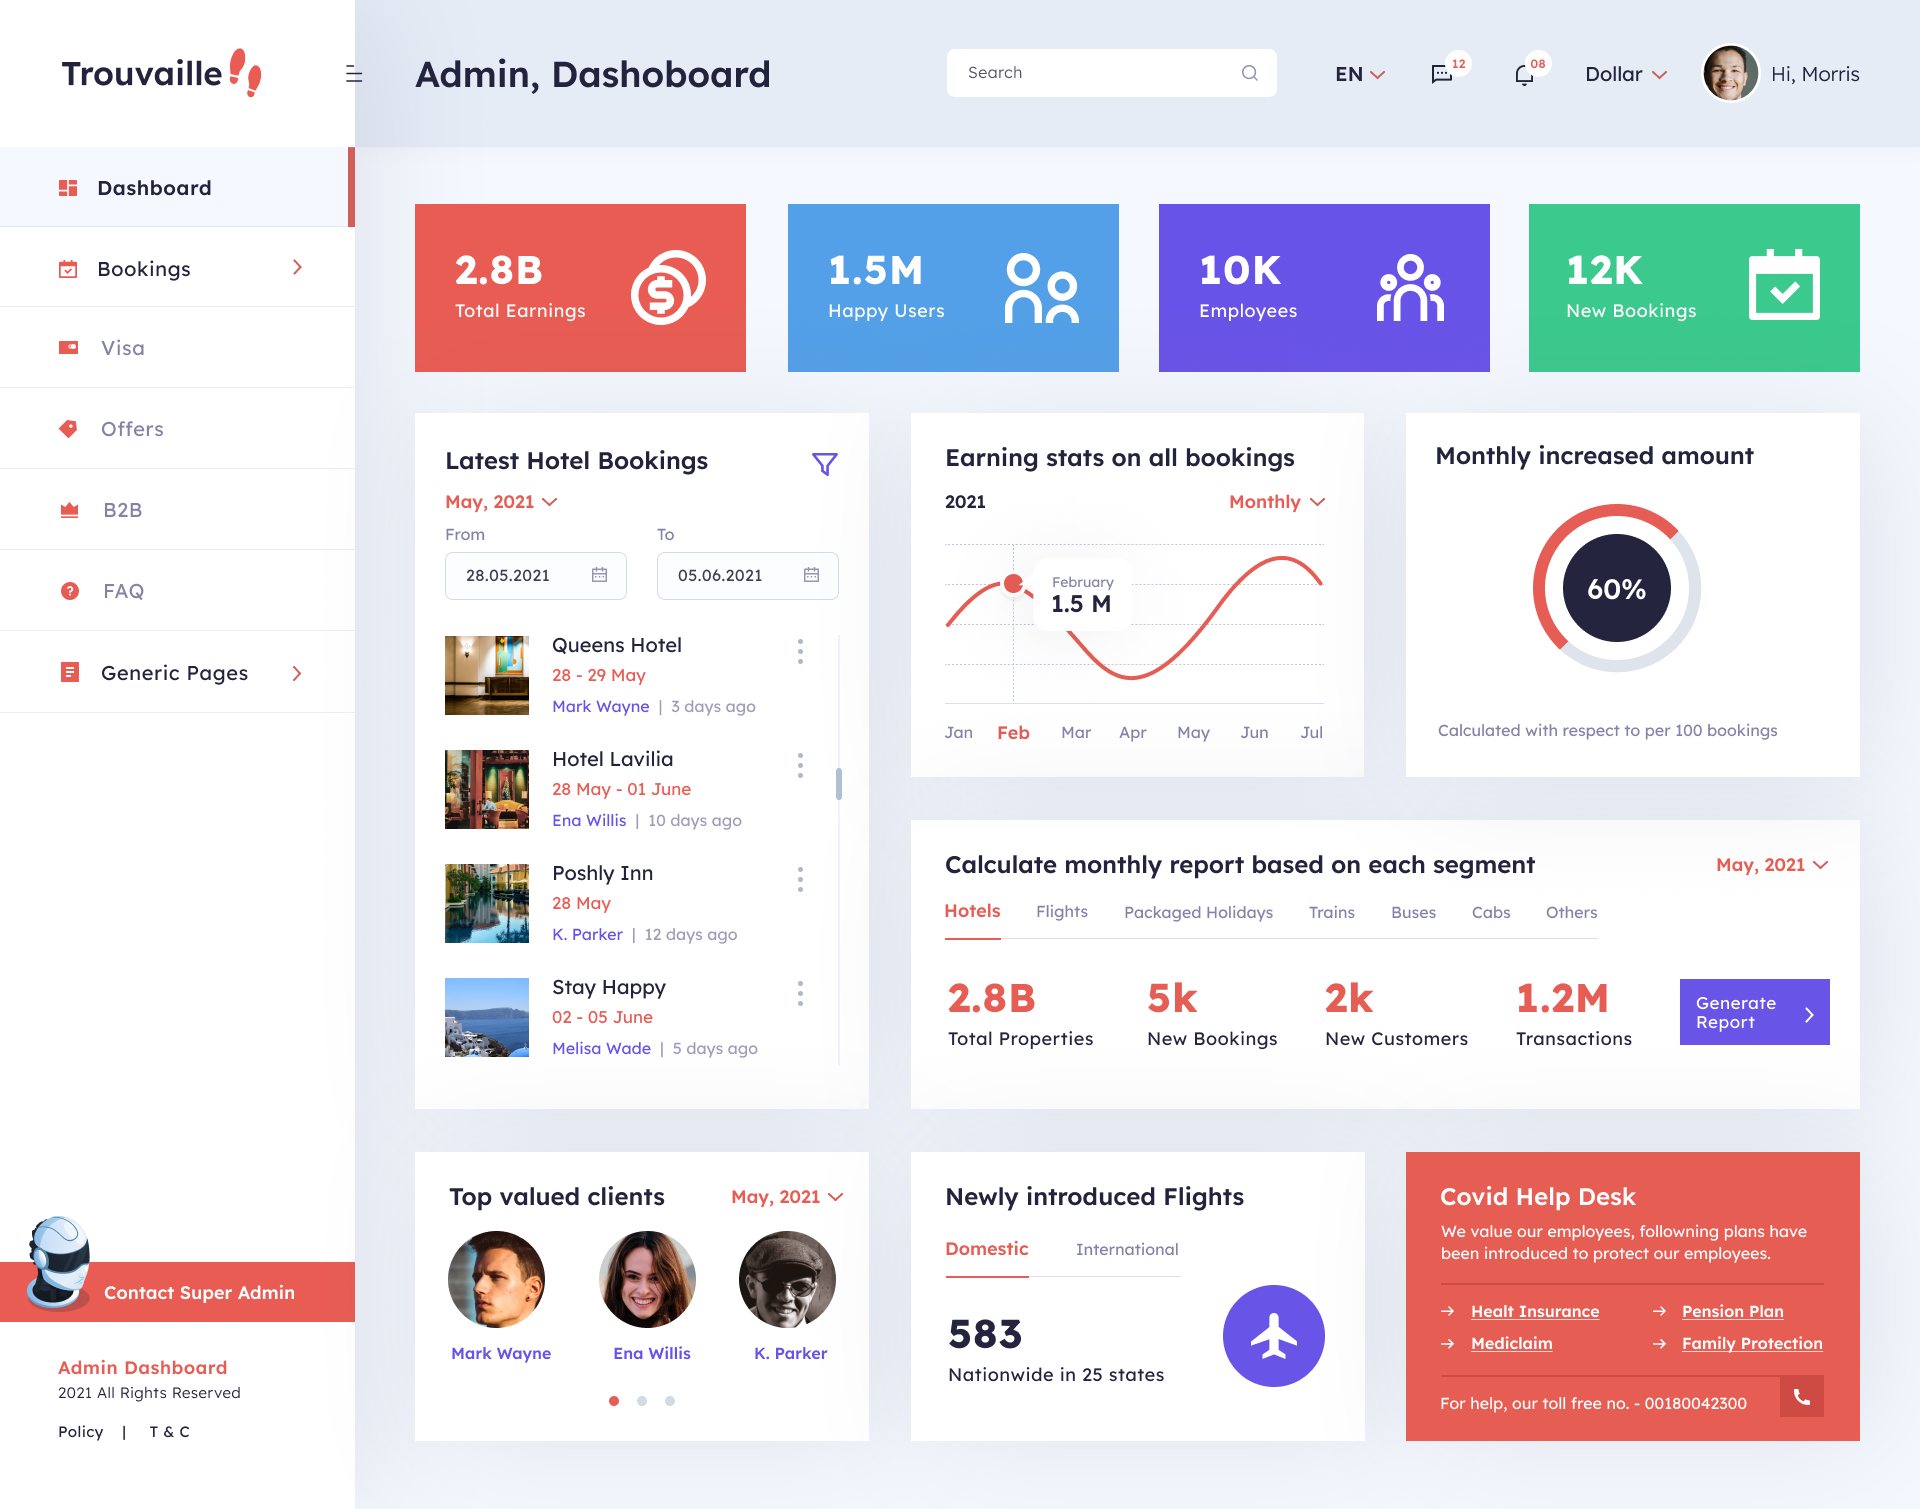 Trouvaille
Admin, Dashoboard
Search
EN
12
08
Dollar
Hi, Morris
Dashboard
Bookings
Visa
Offers
B2B
FAQ
Generic Pages
2.8B
Total Earnings
1.5M
Happy Users
10K
Employees
12K
New Bookings
Latest Hotel Bookings
May, 2021
From
To
28.05.2021
05.06.2021
Queens Hotel
28 - 29 May
Mark Wayne | 3 days ago
Hotel Lavilia
28 May - 01 June
Ena Willis | 10 days ago
Poshly Inn
28 May
K. Parker | 12 days ago
Stay Happy
02 - 05 June
Melisa Wade | 5 days ago
Earning stats on all bookings
2021
Monthly
February
1.5 M
Jan Feb Mar Apr May Jun Jul
Monthly increased amount
60%
Calculated with respect to per 100 bookings
Calculate monthly report based on each segment
May, 2021
Hotels Flights Packaged Holidays Trains Buses Cabs Others
2.8B
Total Properties
5k
New Bookings
2k
New Customers
1.2M
Transactions
Generate
Report
Top valued clients
May, 2021
Mark Wayne
Ena Willis
K. Parker
Newly introduced Flights
Domestic
International
583
Nationwide in 25 states
Covid Help Desk
We value our employees, followning plans have
been introduced to protect our employees.
Healt Insurance
Pension Plan
Mediclaim
Family Protection
For help, our toll free no. - 00180042300
Contact Super Admin
Admin Dashboard
2021 All Rights Reserved
Policy | T & C